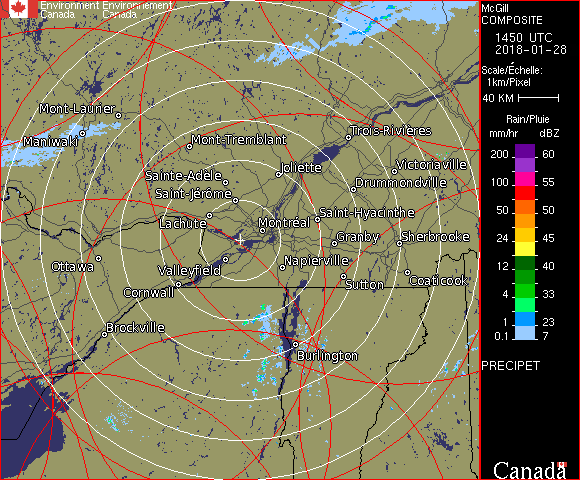 Environment Environnement
Canada Canada
McGill
COMPOSITE
1450 UTC
2018-01-28
Scale/Échelle:
1km/Pixel
40 KM
Rain/Pluie
mm/hr dBZ
200 60
100 55
50 50
24 45
12 40
4 33
1 23
0.1 7
PRECIPET
Mont-Laurier
Maniwaki
Mont-Tremblant
Trois-Rivières
Joliette
Victoriaville
Sainte-Adèle
Drummondville
Saint-Jérôme
Lachute
Saint-Hyacinthe
Montréal
Granby
Sherbrooke
Ottawa
Valleyfield
Napierville
Cornwall
Sutton
Coaticook
Brockville
Burlington
Canada